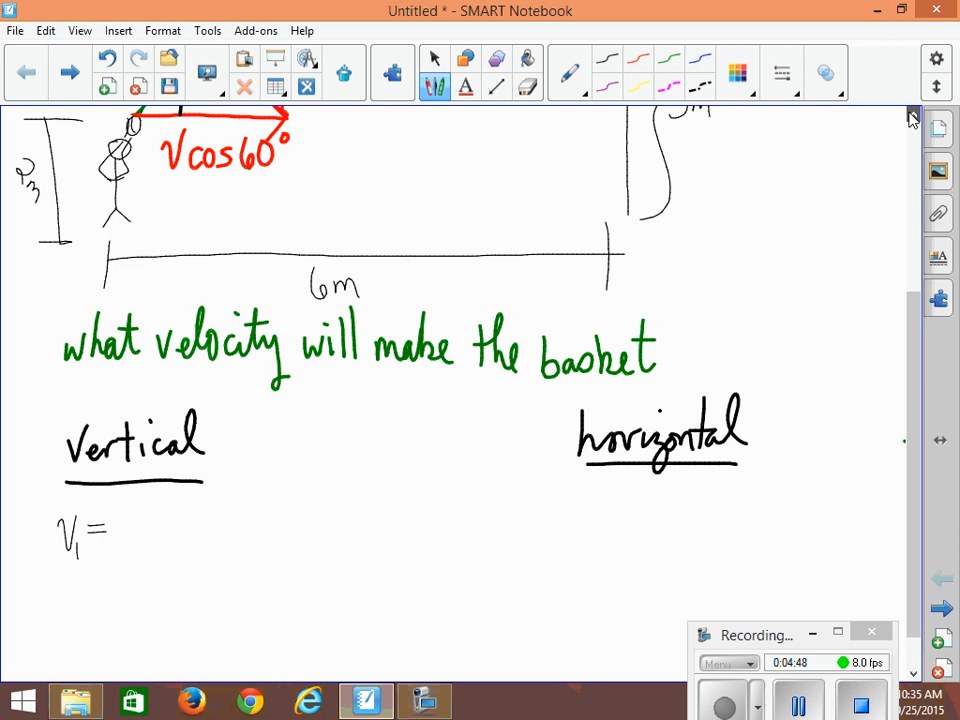 Untitled * - SMART Notebook
File Edit View Insert Format Tools Add-ons Help
Vcos60°
6m
what velocity will make the basket
vertical
horizontal
V1 =
Recording...
Menu
0:04:48
8.0 fps
10:35 AM
9/25/2015